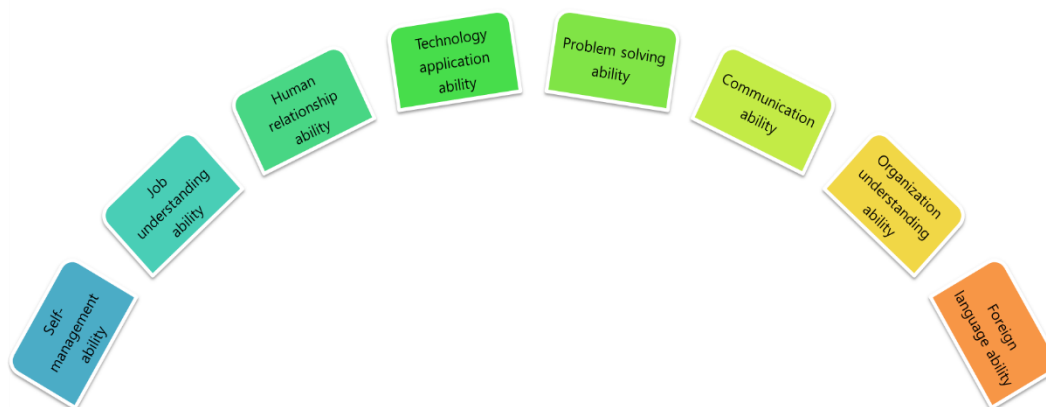 Self-
management
ability
Job
understanding
ability
Human
relationship
ability
Technology
application
ability
Problem solving
ability
Communication
ability
Organization
understanding
ability
Foreign
language ability